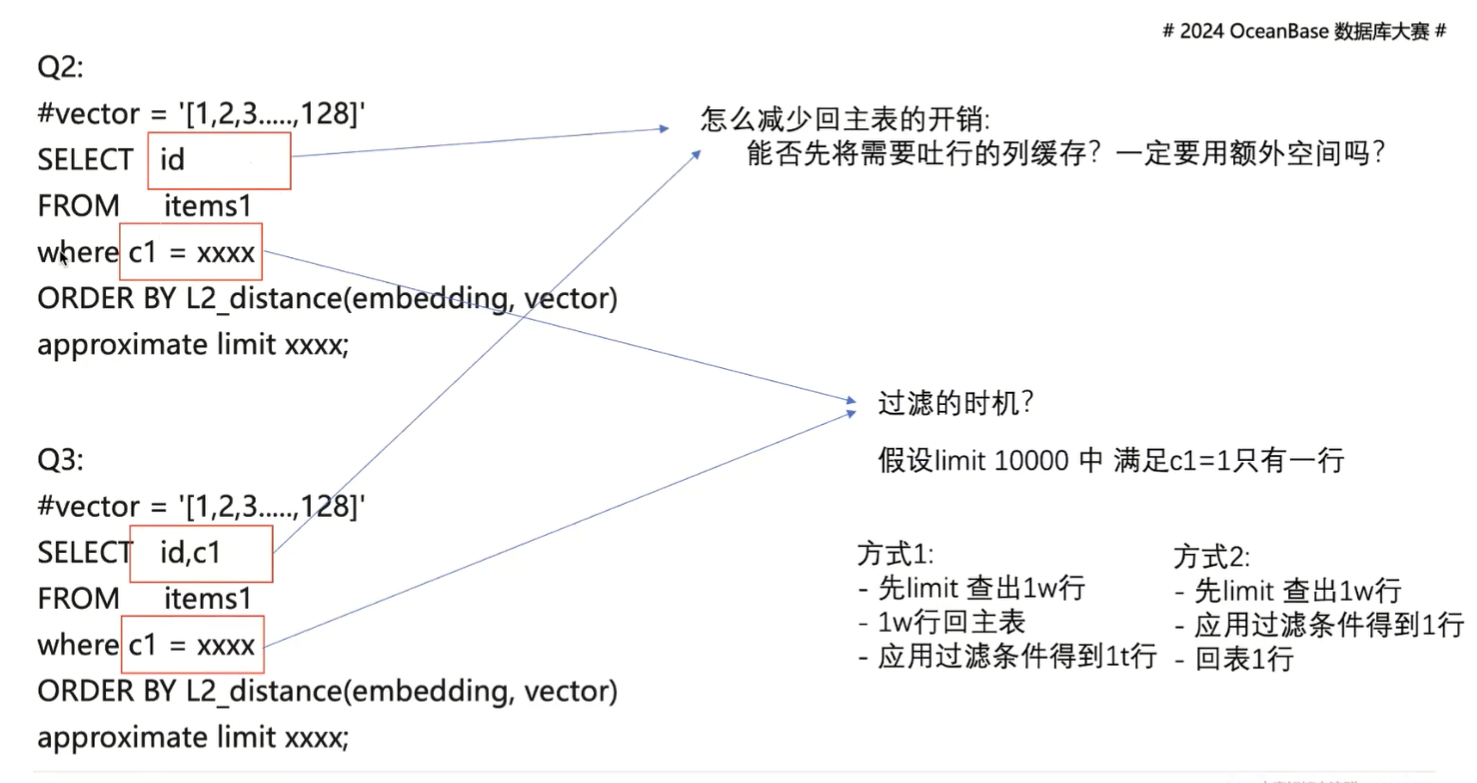 # 2024 OceanBase 数据库大赛 #
Q2:
#vector = '[1,2,3.....,128]'
SELECT id
FROM items1
where c1 = xxxx
ORDER BY L2_distance(embedding, vector)
approximate limit xxxx;
怎么减少回主表的开销:
能否先将需要吐行的列缓存？一定要用额外空间吗？
过滤的时机？
假设limit 10000 中 满足c1=1只有一行
Q3:
#vector = '[1,2,3.....,128]'
SELECT id,c1
FROM items1
where c1 = xxxx
ORDER BY L2_distance(embedding, vector)
approximate limit xxxx;
方式1:
- 先limit 查出1w行
- 1w行回主表
- 应用过滤条件得到1t行
方式2:
- 先limit 查出1w行
- 应用过滤条件得到1行
- 回表1行